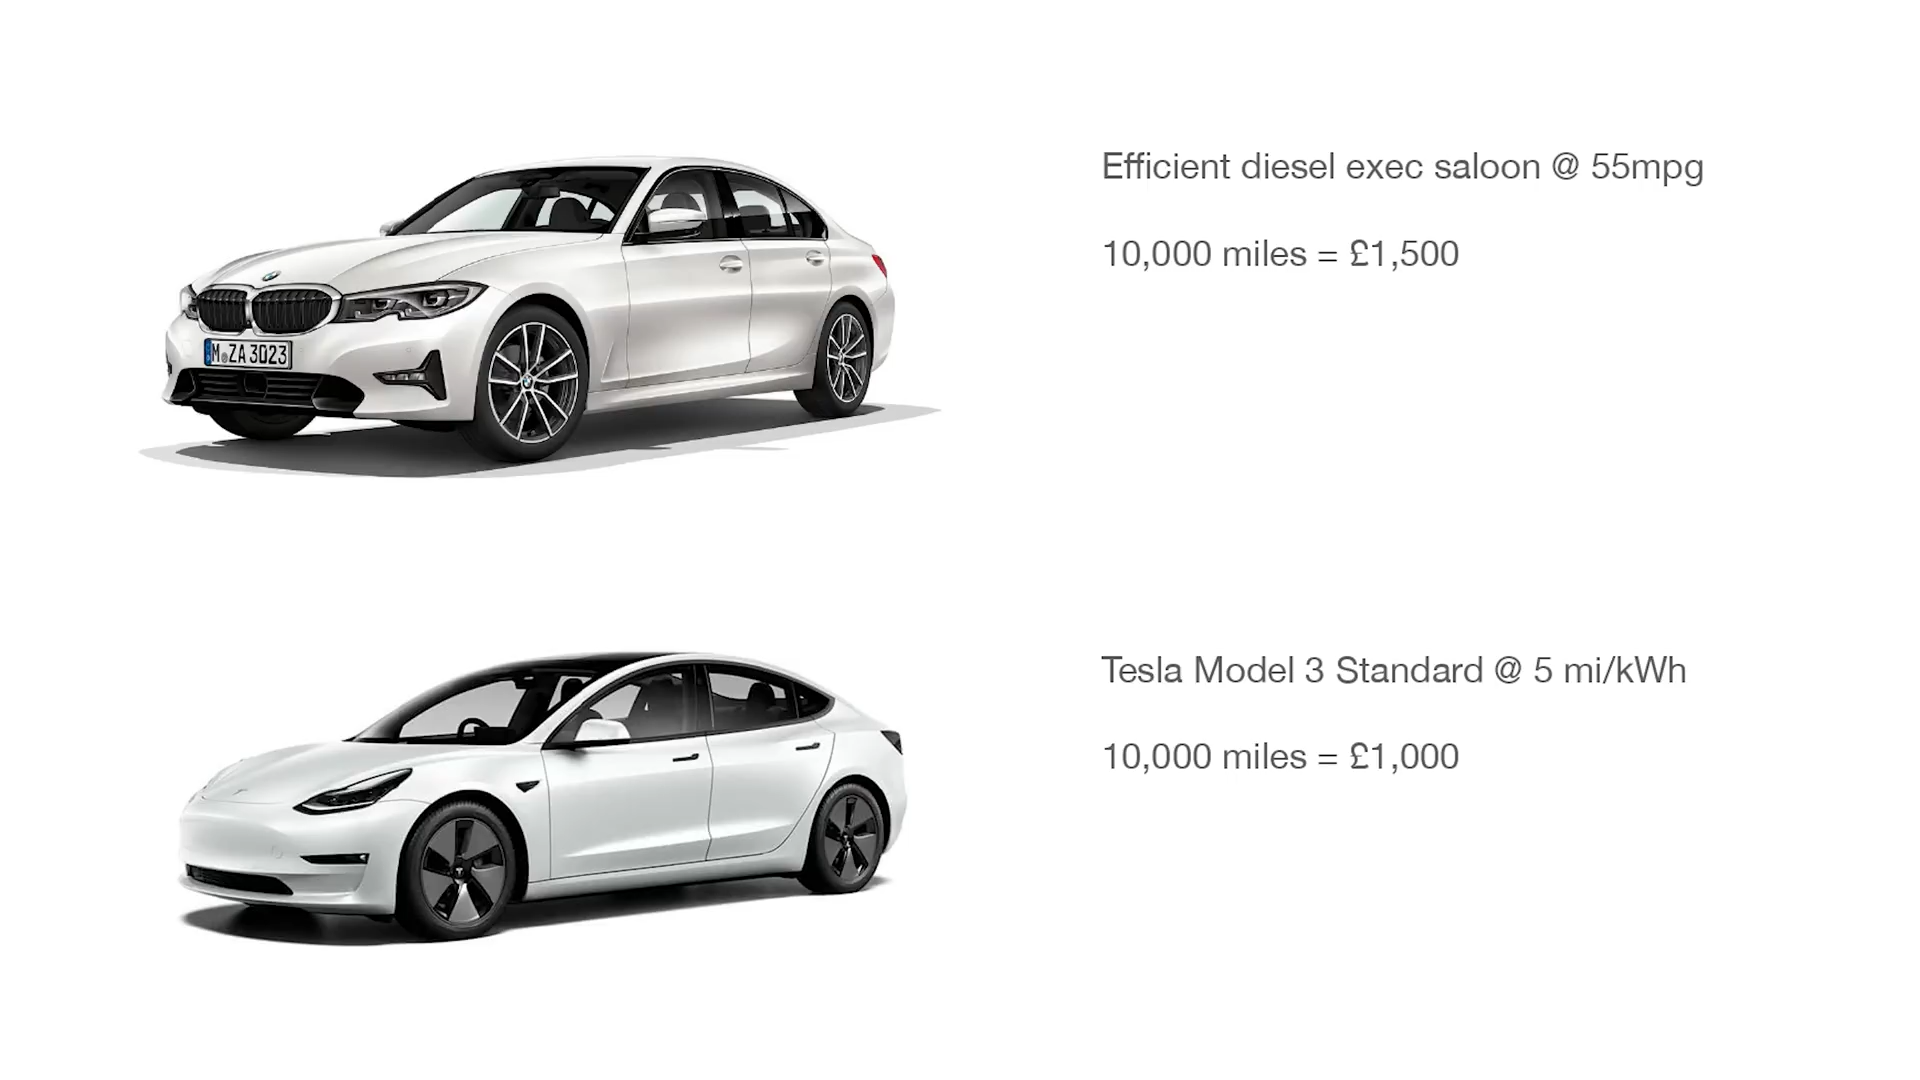 Efficient diesel exec saloon @ 55mpg
10,000 miles = £1,500
M ZA 3023
Tesla Model 3 Standard @ 5 mi/kWh
10,000 miles = £1,000